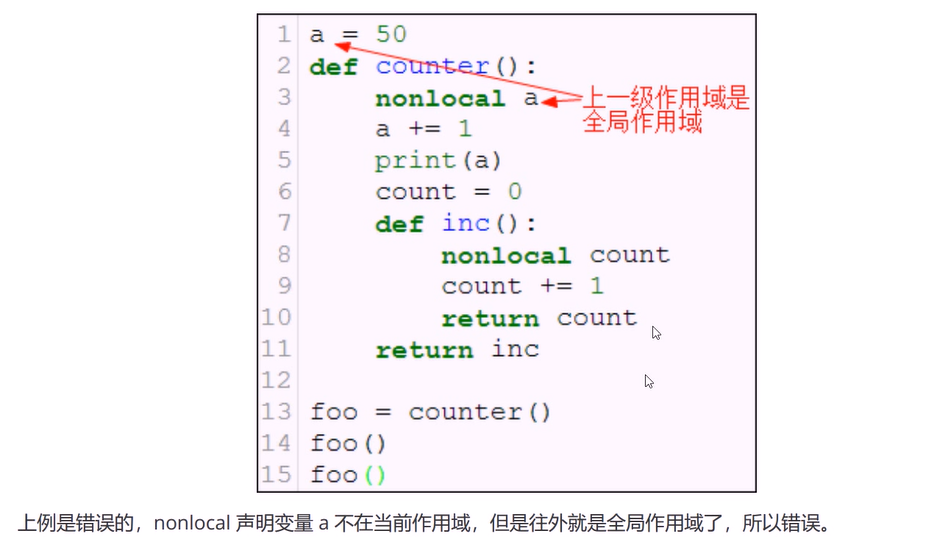 1 a = 50
2 def counter():
3     nonlocal a
上一级作用域是
全局作用域
4     a += 1
5     print(a)
6     count = 0
7     def inc():
8         nonlocal count
9         count += 1
10         return count
11     return inc
12
13 foo = counter()
14 foo()
15 foo()
上例是错误的，nonlocal 声明变量 a 不在当前作用域，但是往外就是全局作用域了，所以错误。